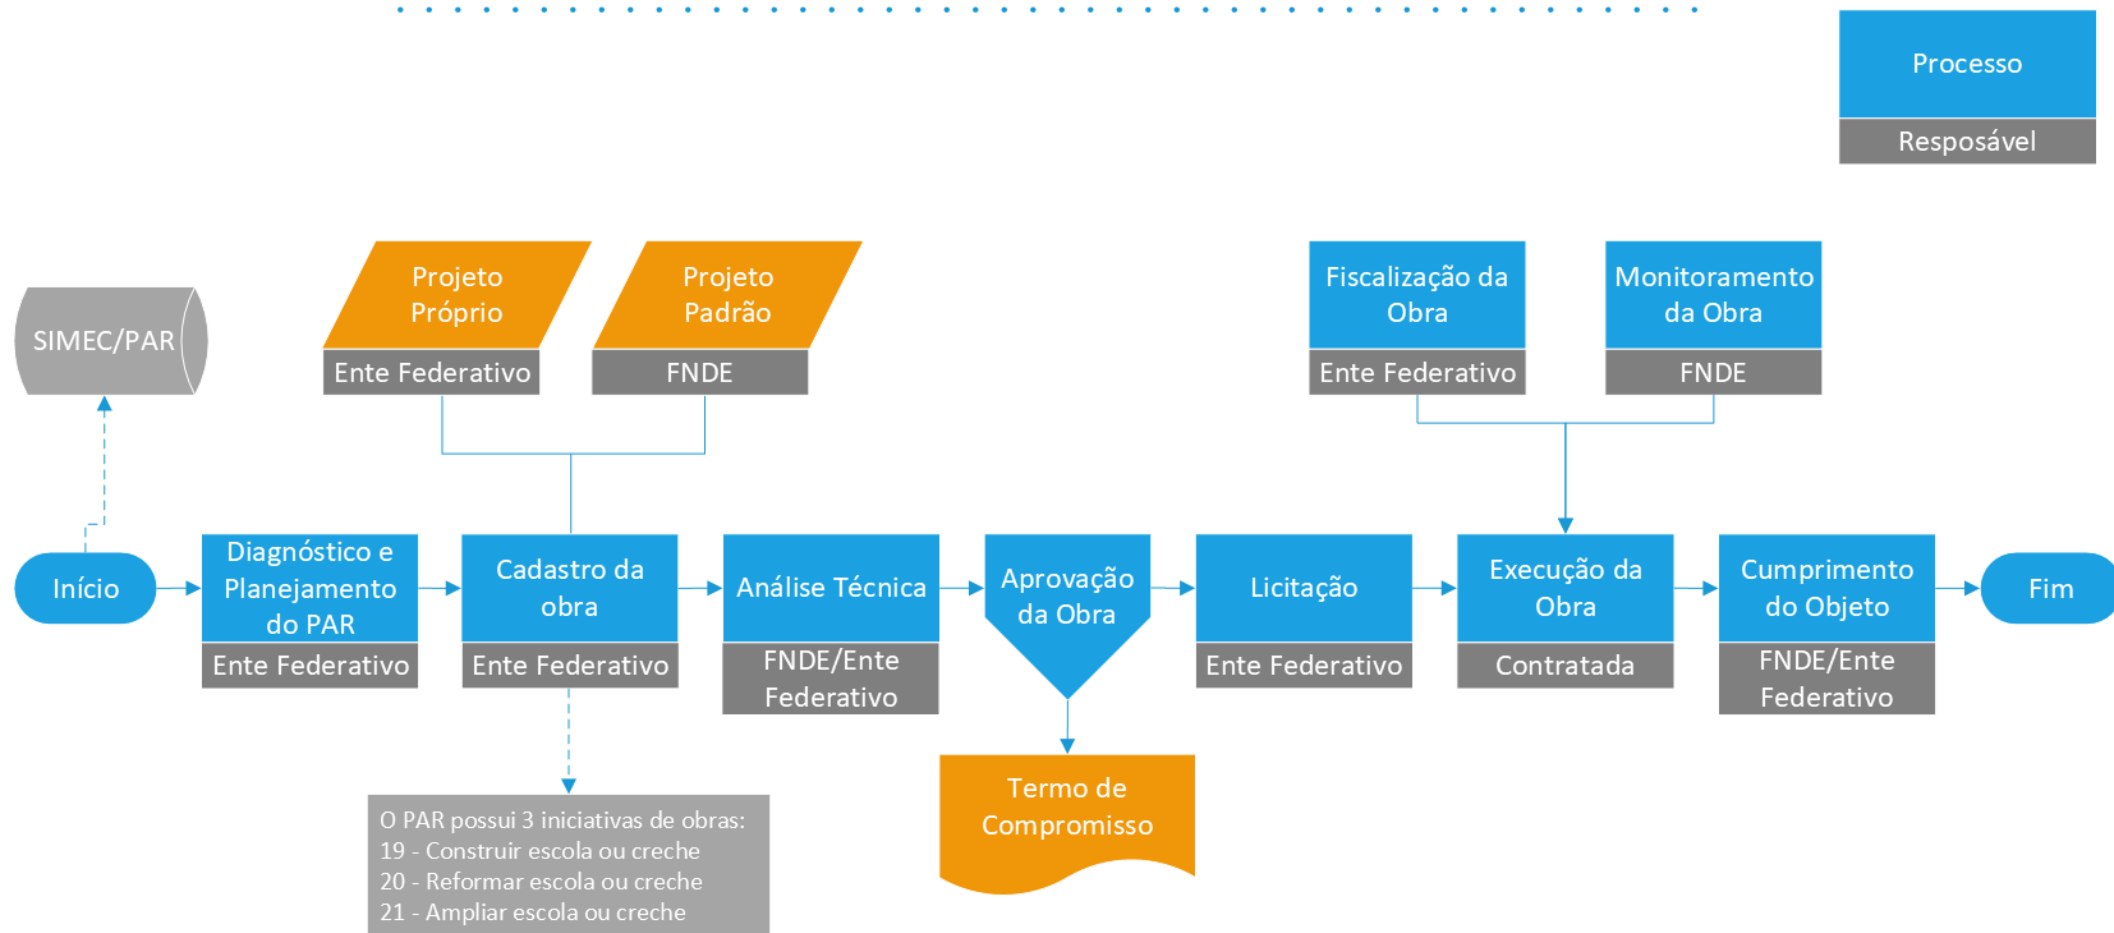 Processo
Resposável
Projeto
Próprio
Ente Federativo
Projeto
Padrão
FNDE
Fiscalização da
Obra
Ente Federativo
Monitoramento
da Obra
FNDE
SIMEC/PAR
Início
Diagnóstico e
Planejamento
do PAR
Ente Federativo
Cadastro da
obra
Ente Federativo
Análise Técnica
FNDE/Ente
Federativo
Aprovação
da Obra
Licitação
Ente Federativo
Execução da
Obra
Contratada
Cumprimento
do Objeto
FNDE/Ente
Federativo
Fim
O PAR possui 3 iniciativas de obras:
19 - Construir escola ou creche
20 - Reformar escola ou creche
21 - Ampliar escola ou creche
Termo de
Compromisso